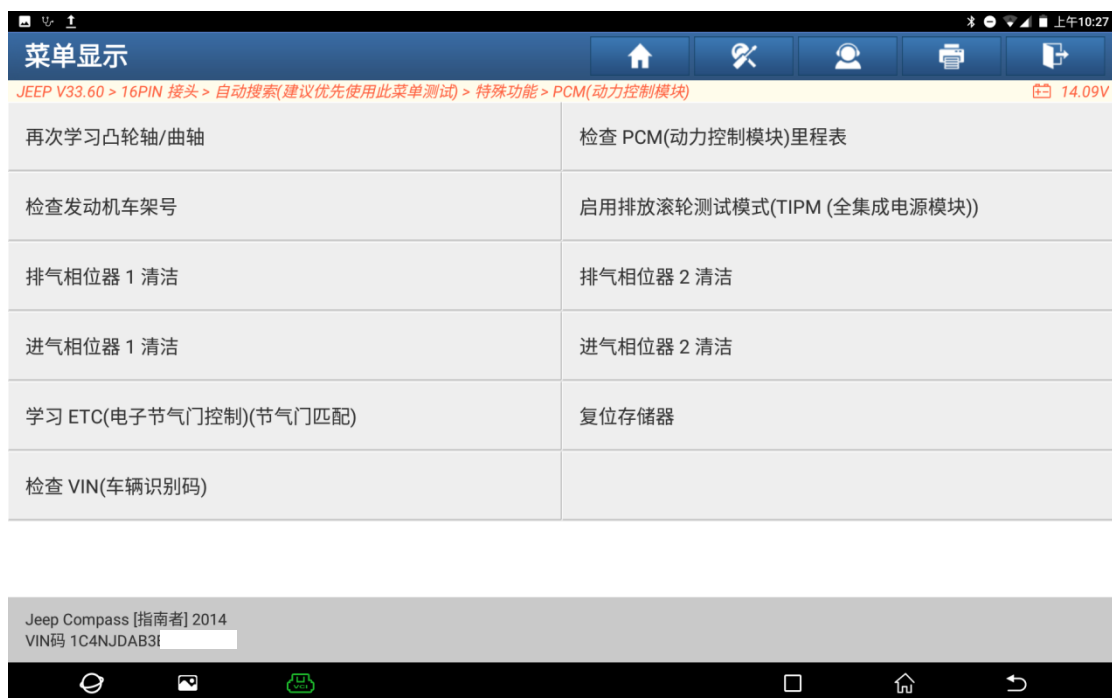 上午10:27
菜单显示
JEEP V33.60 > 16PIN 接头 > 自动搜索(建议优先使用此菜单测试) > 特殊功能 > PCM(动力控制模块)
14.09V
再次学习凸轮轴/曲轴
检查 PCM(动力控制模块)里程表
检查发动机车架号
启用排放滚轮测试模式(TIPM (全集成电源模块))
排气相位器 1 清洁
排气相位器 2 清洁
进气相位器 1 清洁
进气相位器 2 清洁
学习 ETC(电子节气门控制)(节气门匹配)
复位存储器
检查 VIN(车辆识别码)
Jeep Compass [指南者] 2014
VIN码 1C4NJDAB3
VCI